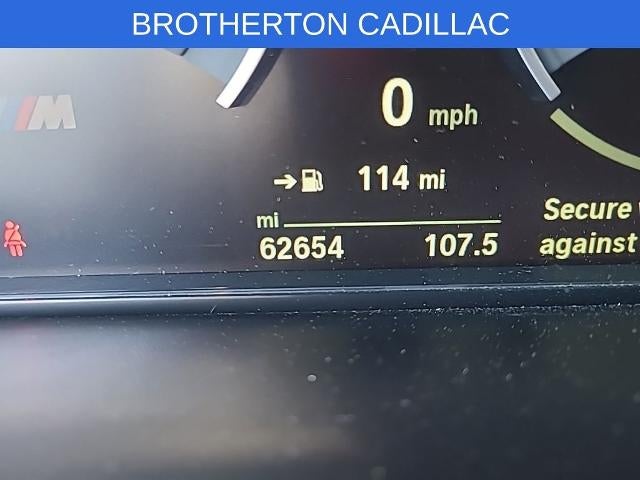 BROTHERTON CADILLAC
M
0 mph
114 mi
mi
62654 107.5
Secure
against